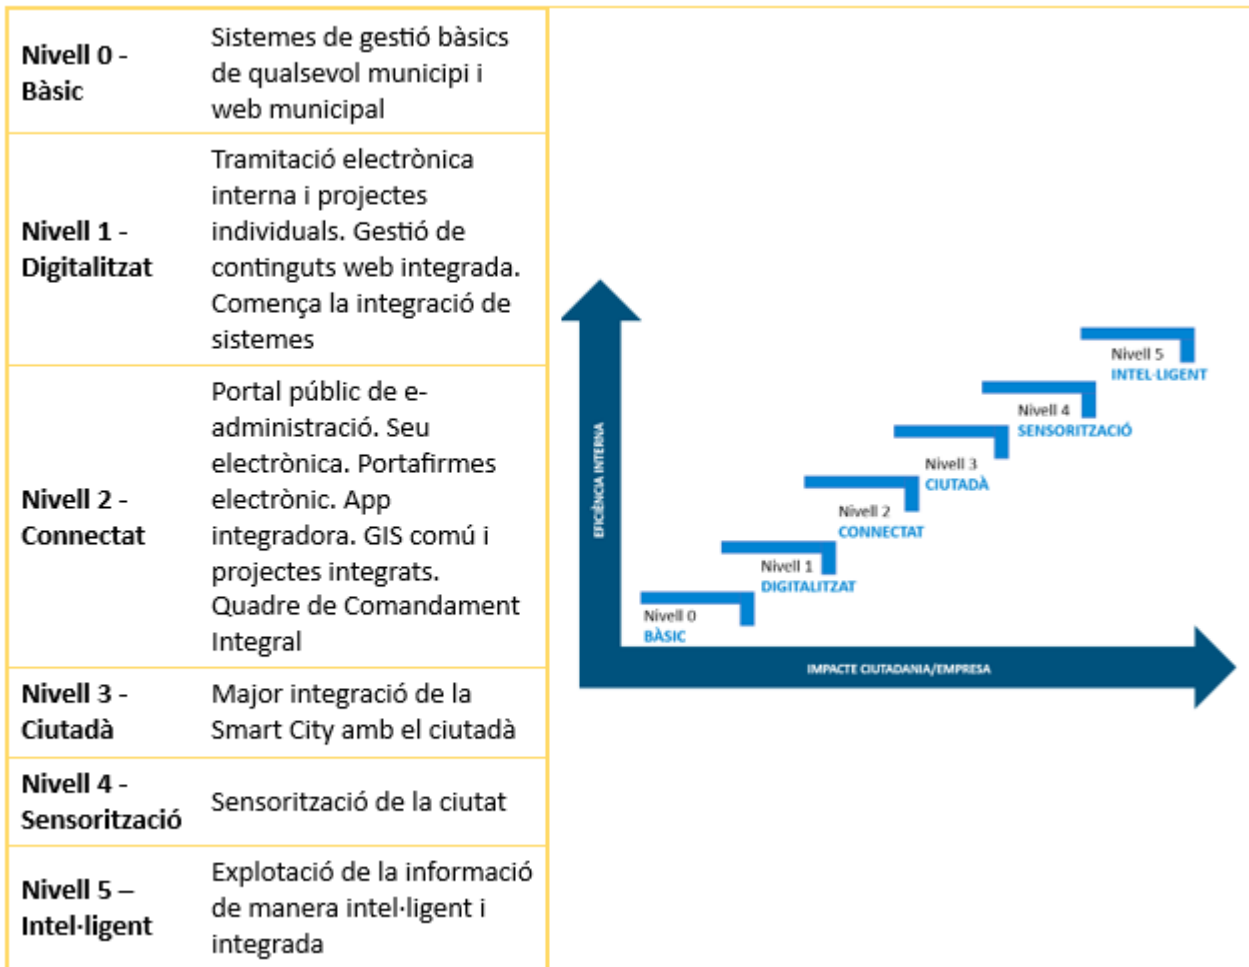 Nivell 0 -
Bàsic
Sistemes de gestió bàsics
de qualsevol municipi i
web municipal
Nivell 1 -
Digitalitzat
Tramitació electrònica
interna i projectes
individuals. Gestió de
continguts web integrada.
Comença la integració de
sistemes
Nivell 2 -
Connectat
Portal públic de e-
administració. Seu
electrònica. Portafirmes
electrònic. App
integradora. GIS comú i
projectes integrats.
Quadre de Comandament
Integral
Nivell 3 -
Ciutadà
Major integració de la
Smart City amb el ciutadà
Nivell 4 -
Sensorització
Sensorització de la ciutat
Nivell 5 –
Intel·ligent
Explotació de la informació
de manera intel·ligent i
integrada
EFICIÈNCIA INTERNA
Nivell 5
INTEL·LIGENT
Nivell 4
SENSORITZACIÓ
Nivell 3
CIUTADÀ
Nivell 2
CONNECTAT
Nivell 1
DIGITALITZAT
Nivell 0
BÀSIC
IMPACTE CIUTADANIA/EMPRESA